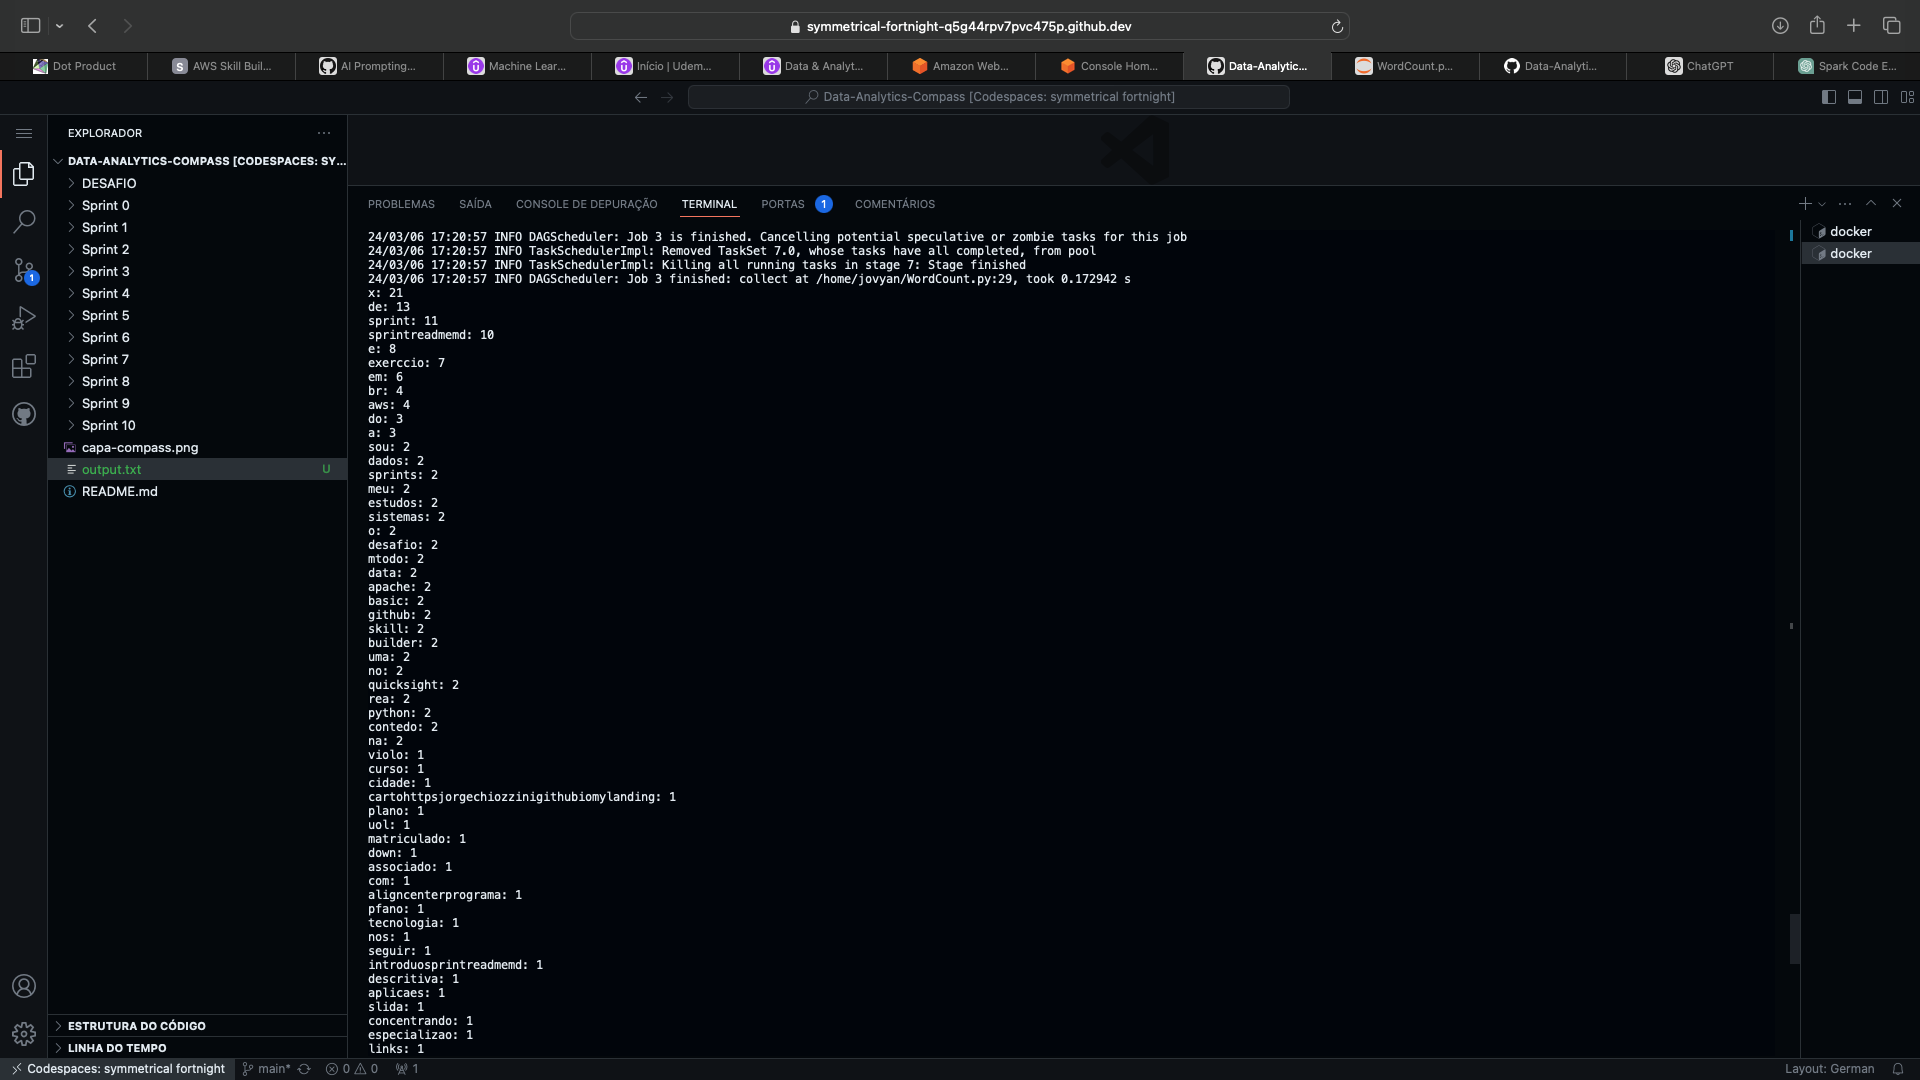 symmetrical-fortnight-q5g44rpv7pvc475p.github.dev
Dot Product
AWS Skill Buil...
AI Prompting...
Machine Lear...
Início | Udem...
Data & Analyt...
Amazon Web...
Console Hom...
Data-Analytic...
WordCount.p...
Data-Analyti...
ChatGPT
Spark Code E...
Data-Analytics-Compass [Codespaces: symmetrical fortnight]
EXPLORADOR
DATA-ANALYTICS-COMPASS [CODESPACES: SY...
DESAFIO
Sprint 0
Sprint 1
Sprint 2
Sprint 3
Sprint 4
Sprint 5
Sprint 6
Sprint 7
Sprint 8
Sprint 9
Sprint 10
capa-compass.png
output.txt U
README.md
ESTRUTURA DO CÓDIGO
LINHA DO TEMPO
1
PROBLEMAS SAÍDA CONSOLE DE DEPURAÇÃO TERMINAL PORTAS 1 COMENTÁRIOS
24/03/06 17:20:57 INFO DAGScheduler: Job 3 is finished. Cancelling potential speculative or zombie tasks for this job
24/03/06 17:20:57 INFO TaskSchedulerImpl: Removed TaskSet 7.0, whose tasks have all completed, from pool
24/03/06 17:20:57 INFO TaskSchedulerImpl: Killing all running tasks in stage 7: Stage finished
24/03/06 17:20:57 INFO DAGScheduler: Job 3 finished: collect at /home/jovyan/WordCount.py:29, took 0.172942 s
x: 21
de: 13
sprint: 11
sprintreadmemd: 10
e: 8
exerccio: 7
em: 6
br: 4
aws: 4
do: 3
a: 3
sou: 2
dados: 2
sprints: 2
meu: 2
estudos: 2
sistemas: 2
o: 2
desafio: 2
mtodo: 2
data: 2
apache: 2
basic: 2
github: 2
skill: 2
builder: 2
uma: 2
no: 2
quicksight: 2
rea: 2
python: 2
contedo: 2
na: 2
violo: 1
curso: 1
cidade: 1
cartohttpsjorgechiozzinigithubiomylanding: 1
plano: 1
uol: 1
matriculado: 1
down: 1
associado: 1
com: 1
aligncenterprograma: 1
pfano: 1
tecnologia: 1
nos: 1
seguir: 1
introduosprintreadmemd: 1
descritiva: 1
aplicaes: 1
slida: 1
concentrando: 1
especializao: 1
links: 1
docker
docker
Codespaces: symmetrical fortnight main* 0 0 1
Layout: German